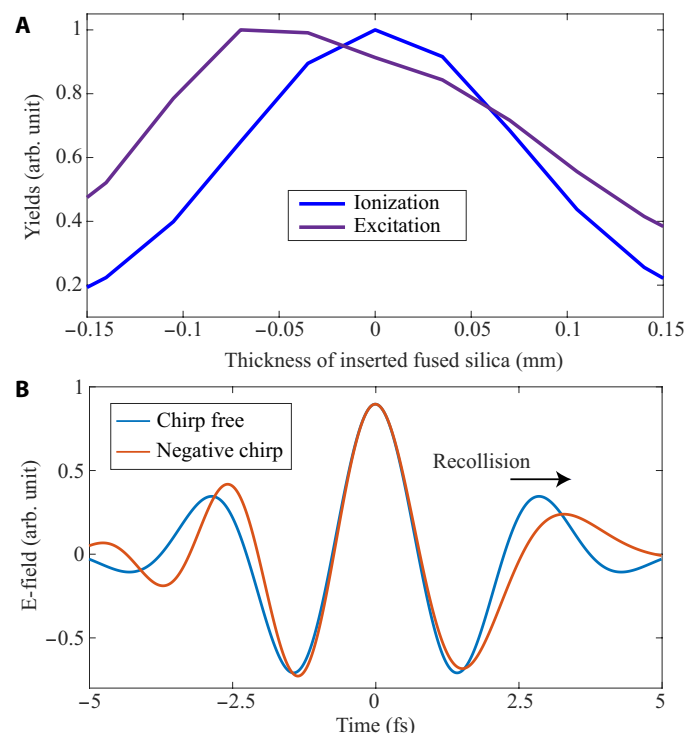 A
Yields (arb. unit)
1
0.8
0.6
0.4
0.2
Ionization
Excitation
−0.15 −0.1 −0.05 0 0.05 0.1 0.15
Thickness of inserted fused silica (mm)
B
E-field (arb. unit)
1
0.5
0
−0.5
Chirp free
Negative chirp
Recollision
−5 −2.5 0 2.5 5
Time (fs)